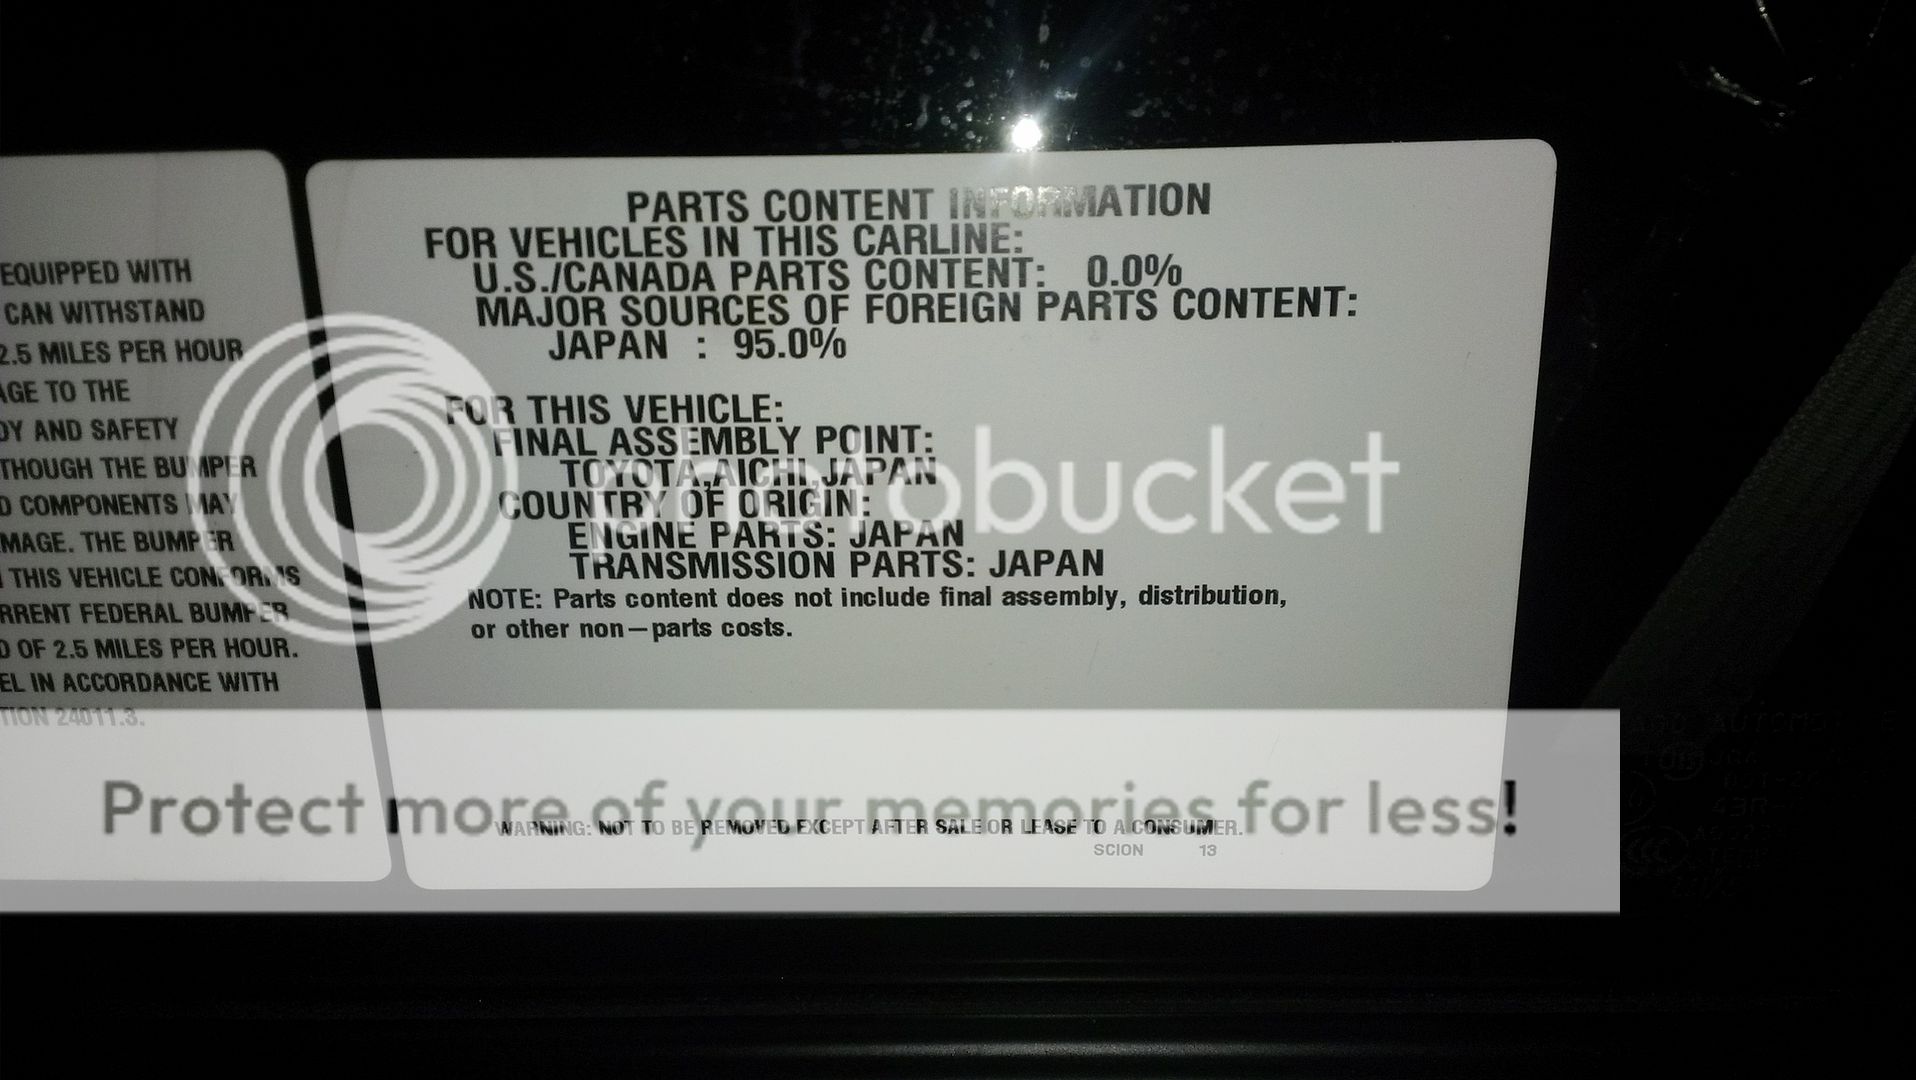 EQUIPPED WITH
CAN WITHSTAND
2.5 MILES PER HOUR
AGE TO THE
DY AND SAFETY
THOUGH THE BUMPER
D COMPONENTS MAY
MAGE. THE BUMPER
THIS VEHICLE CONFORMS
RRENT FEDERAL BUMPER
D OF 2.5 MILES PER HOUR.
EL IN ACCORDANCE WITH
TION 24011.3.
PARTS CONTENT INFORMATION
FOR VEHICLES IN THIS CARLINE:
U.S./CANADA PARTS CONTENT: 0.0%
MAJOR SOURCES OF FOREIGN PARTS CONTENT:
JAPAN : 95.0%
FOR THIS VEHICLE:
FINAL ASSEMBLY POINT:
TOYOTA,AICHI,JAPAN
COUNTRY OF ORIGIN:
ENGINE PARTS: JAPAN
TRANSMISSION PARTS: JAPAN
NOTE: Parts content does not include final assembly, distribution,
or other non—parts costs.
WARNING: NOT TO BE REMOVED EXCEPT AFTER SALE OR LEASE TO A CONSUMER.
SCION 13
photobucket
Protect more of your memories for less!